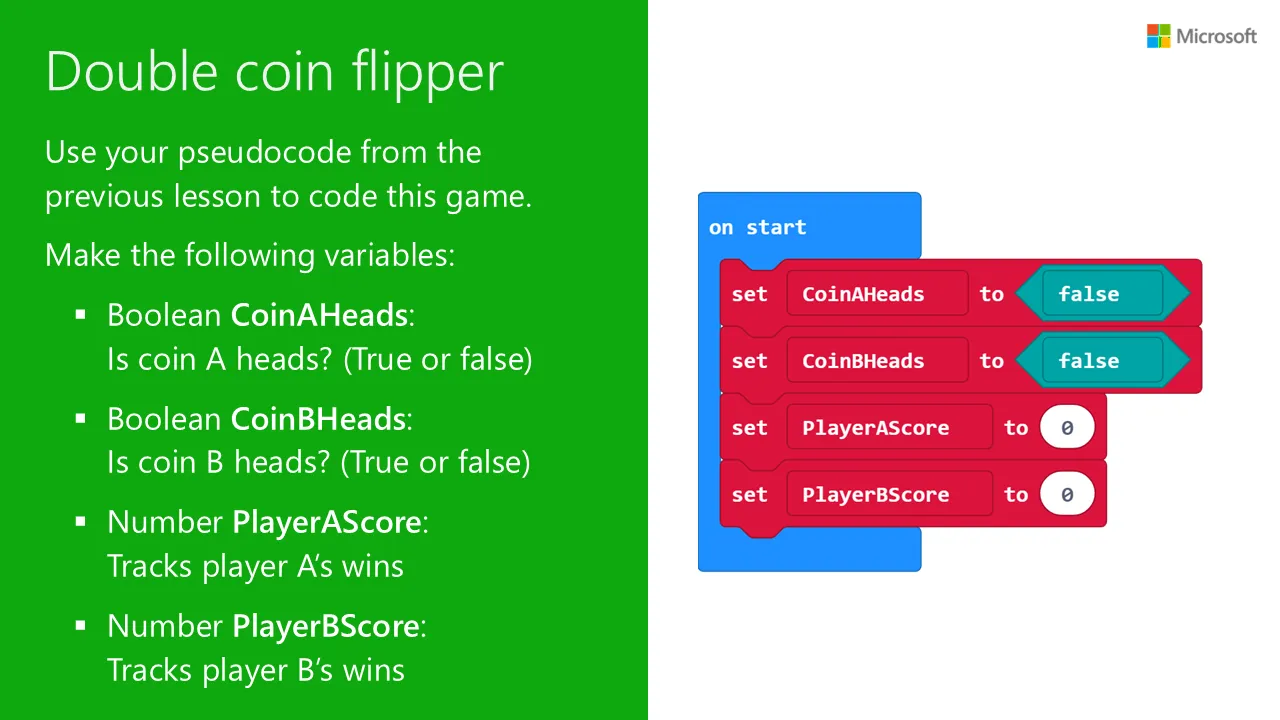 Double coin flipper
Microsoft
Use your pseudocode from the
previous lesson to code this game.
Make the following variables:
▪ Boolean CoinAHeads:
Is coin A heads? (True or false)
▪ Boolean CoinBHeads:
Is coin B heads? (True or false)
▪ Number PlayerAScore:
Tracks player A’s wins
▪ Number PlayerBScore:
Tracks player B’s wins
on start
set CoinAHeads to false
set CoinBHeads to false
set PlayerAScore to 0
set PlayerBScore to 0